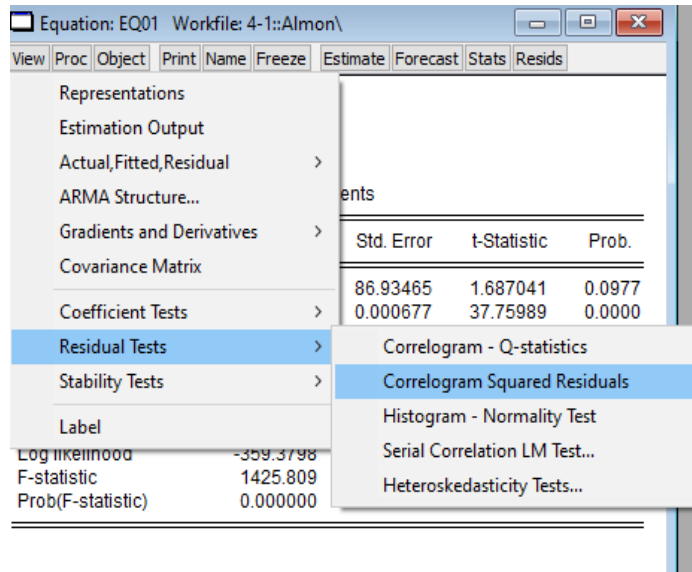 Equation: EQ01 Workfile: 4-1::Almon\
View Proc Object Print Name Freeze Estimate Forecast Stats Resids
Representations
Estimation Output
Actual,Fitted,Residual >
ARMA Structure...
ents
Gradients and Derivatives >
Std. Error t-Statistic Prob.
Covariance Matrix
86.93465 1.687041 0.0977
Coefficient Tests >
0.000677 37.75989 0.0000
Residual Tests >
Correlogram - Q-statistics
Stability Tests >
Correlogram Squared Residuals
Label
Histogram - Normality Test
Log likelihood -359.3798
Serial Correlation LM Test...
F-statistic 1425.809
Heteroskedasticity Tests...
Prob(F-statistic) 0.000000